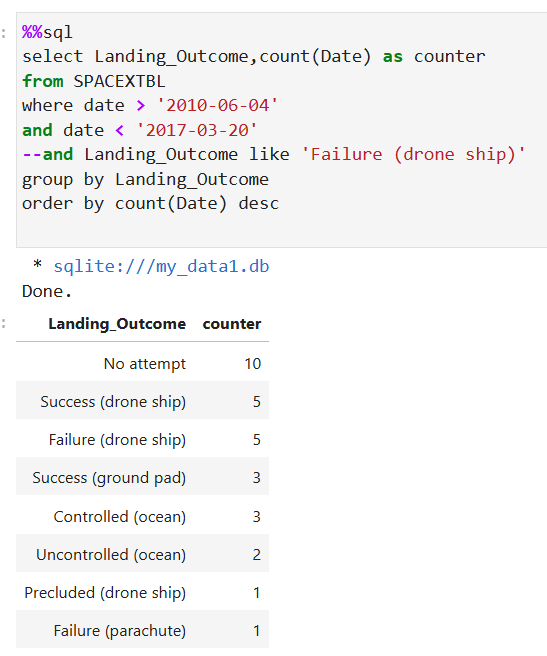 %%sql
select Landing_Outcome,count(Date) as counter
from SPACEXTBL
where date > '2010-06-04'
and date < '2017-03-20'
--and Landing_Outcome like 'Failure (drone ship)'
group by Landing_Outcome
order by count(Date) desc
* sqlite:///my_data1.db
Done.
Landing_Outcome counter
No attempt 10
Success (drone ship) 5
Failure (drone ship) 5
Success (ground pad) 3
Controlled (ocean) 3
Uncontrolled (ocean) 2
Precluded (drone ship) 1
Failure (parachute) 1